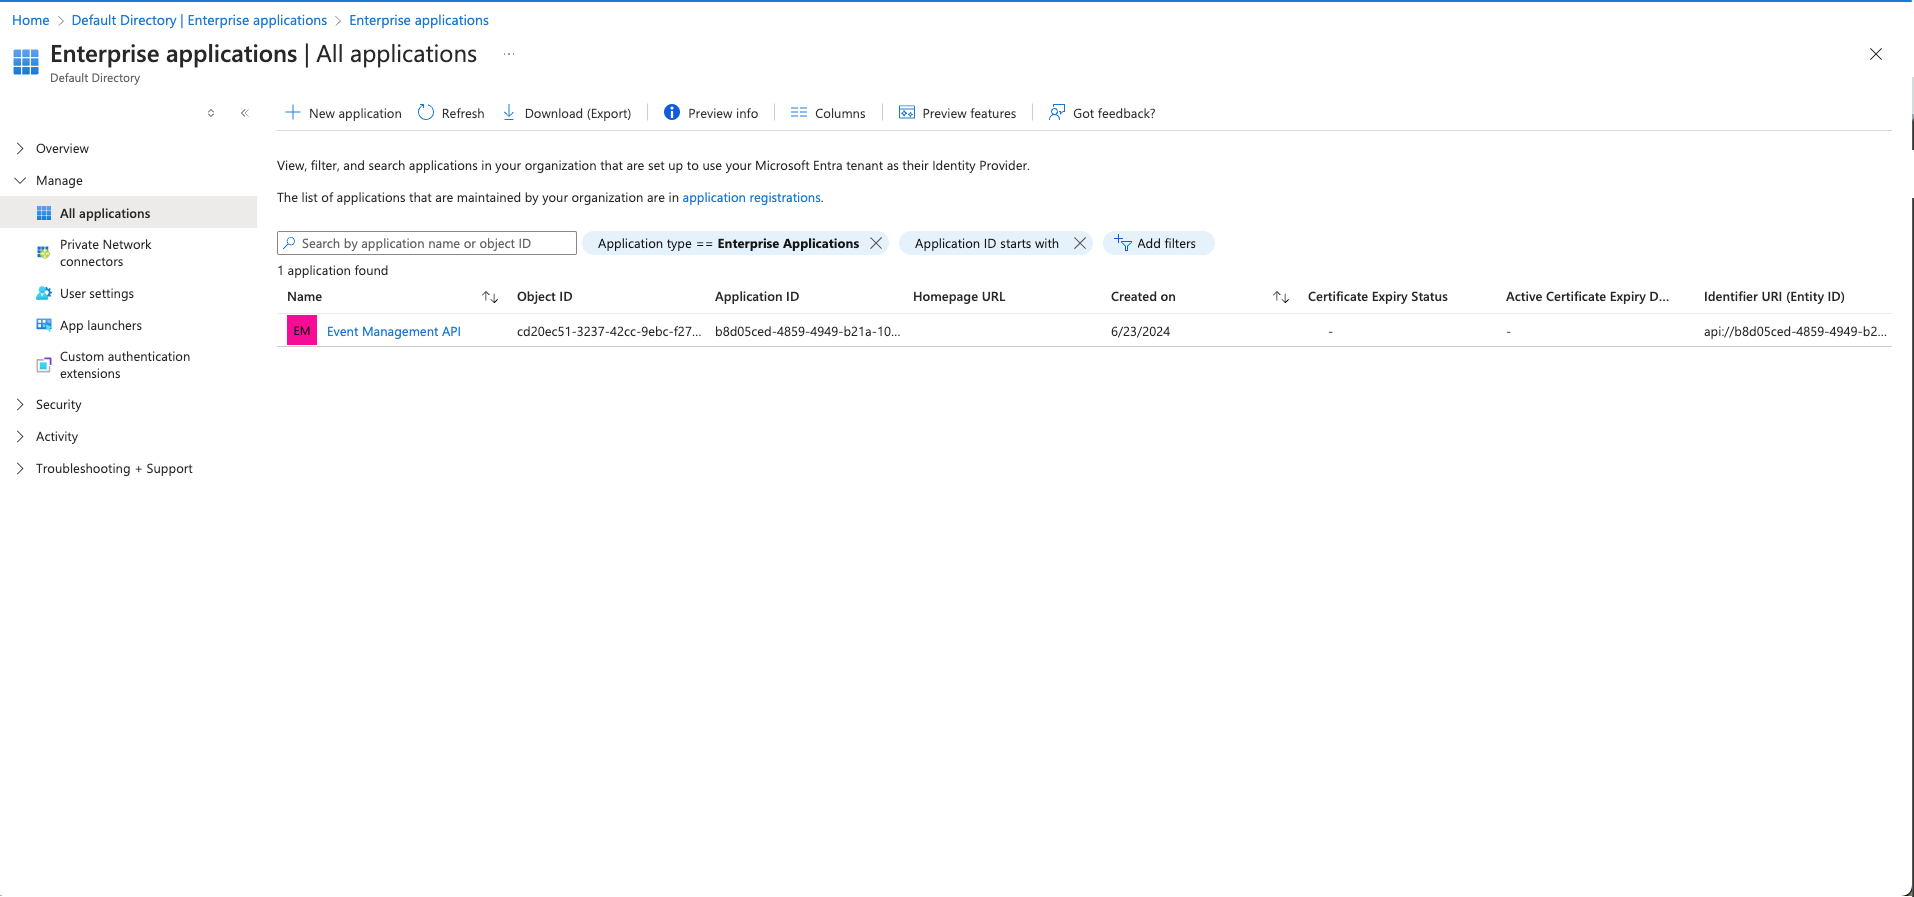 Home > Default Directory | Enterprise applications > Enterprise applications
Enterprise applications | All applications ...
Default Directory
New application Refresh Download (Export) Preview info Columns Preview features Got feedback?
Overview
Manage
All applications
Private Network
connectors
User settings
App launchers
Custom authentication
extensions
Security
Activity
Troubleshooting + Support
View, filter, and search applications in your organization that are set up to use your Microsoft Entra tenant as their Identity Provider.
The list of applications that are maintained by your organization are in application registrations.
Search by application name or object ID Application type == Enterprise Applications Application ID starts with Add filters
1 application found
Name Object ID Application ID Homepage URL Created on Certificate Expiry Status Active Certificate Expiry D... Identifier URI (Entity ID)
EM Event Management API cd20ec51-3237-42cc-9ebc-f27... b8d05ced-4859-4949-b21a-10... 6/23/2024 - - api://b8d05ced-4859-4949-b2...